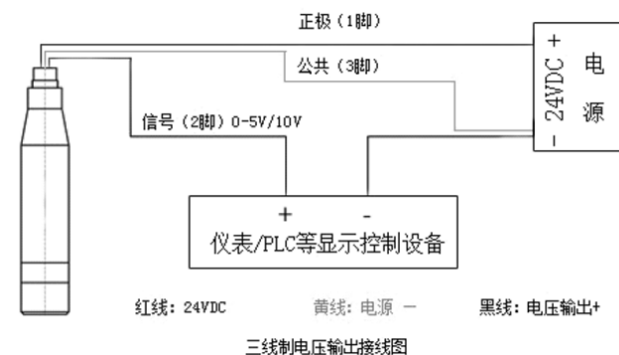 正极（1脚）
公共（3脚）
信号（2脚）0-5V/10V
- 24VDC +
电源
+ -
仪表/PLC等显示控制设备
红线：24VDC 黄线：电源 － 黑线：电压输出+
三线制电压输出接线图